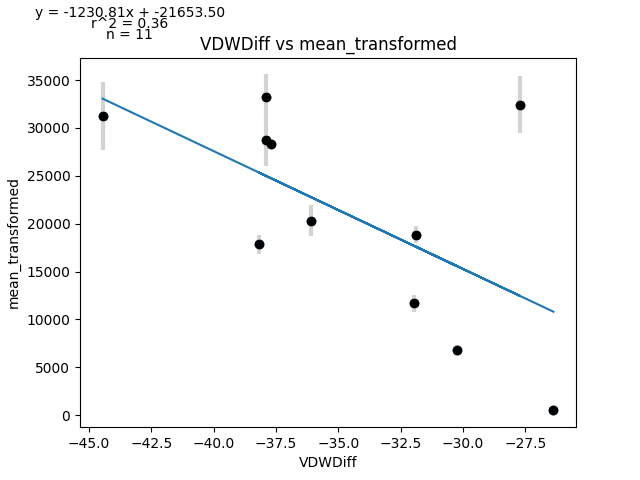 y = -1230.81x + -21653.50
r^2 = 0.36
n = 11
VDWDiff vs mean_transformed
35000
30000
25000
20000
15000
10000
5000
0
mean_transformed
−45.0 −42.5 −40.0 −37.5 −35.0 −32.5 −30.0 −27.5
VDWDiff